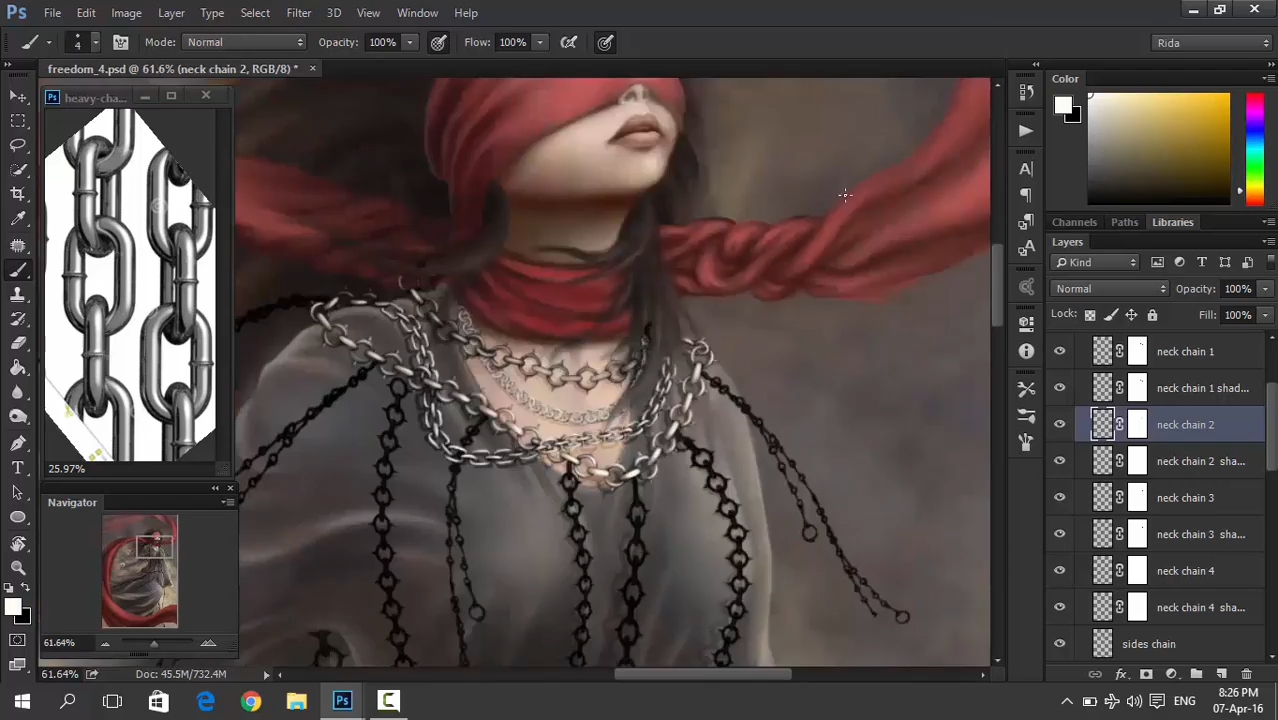 Ps File Edit Image Layer Type Select Filter 3D View Window Help
4 Mode: Normal Opacity: 100% Flow: 100% Rida
freedom_4.psd @ 61.6% (neck chain 2, RGB/8) *
heavy-cha...
25.97%
Navigator
61.64%
61.64% Doc: 45.5M/732.4M
Color
Channels Paths Libraries
Layers
Kind
Normal Opacity: 100%
Lock: Fill: 100%
neck chain 1
neck chain 1 shad...
neck chain 2
neck chain 2 sha...
neck chain 3
neck chain 3 sha...
neck chain 4
neck chain 4 sha...
sides chain
ENG
8:26 PM
07-Apr-16